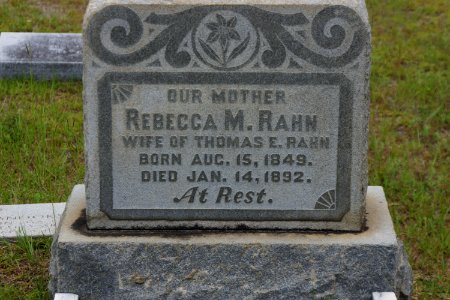 OUR MOTHER
REBECCA M. RAHN
WIFE OF THOMAS E. RAHN
BORN AUG. 15, 1849.
DIED JAN. 14, 1892.
At Rest.